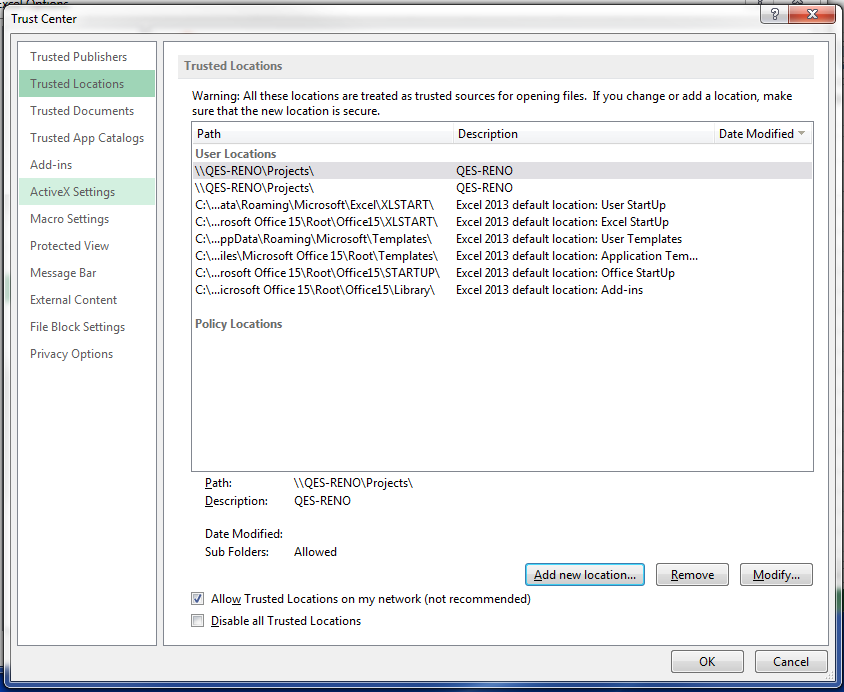 Excel Options
Trust Center
?
Trusted Publishers
Trusted Locations
Trusted Documents
Trusted App Catalogs
Add-ins
ActiveX Settings
Macro Settings
Protected View
Message Bar
External Content
File Block Settings
Privacy Options
Trusted Locations
Warning: All these locations are treated as trusted sources for opening files.  If you change or add a location, make
sure that the new location is secure.
Path Description Date Modified
User Locations
\\QES-RENO\Projects\ QES-RENO
\\QES-RENO\Projects\ QES-RENO
C:\...ata\Roaming\Microsoft\Excel\XLSTART\ Excel 2013 default location: User StartUp
C:\...rosoft Office 15\Root\Office15\XLSTART\ Excel 2013 default location: Excel StartUp
C:\...ppData\Roaming\Microsoft\Templates\ Excel 2013 default location: User Templates
C:\...iles\Microsoft Office 15\Root\Templates\ Excel 2013 default location: Application Tem...
C:\...rosoft Office 15\Root\Office15\STARTUP\ Excel 2013 default location: Office StartUp
C:\...icrosoft Office 15\Root\Office15\Library\ Excel 2013 default location: Add-ins
Policy Locations
Path: \\QES-RENO\Projects\
Description: QES-RENO
Date Modified:
Sub Folders: Allowed
Add new location... Remove Modify...
Allow Trusted Locations on my network (not recommended)
Disable all Trusted Locations
OK Cancel